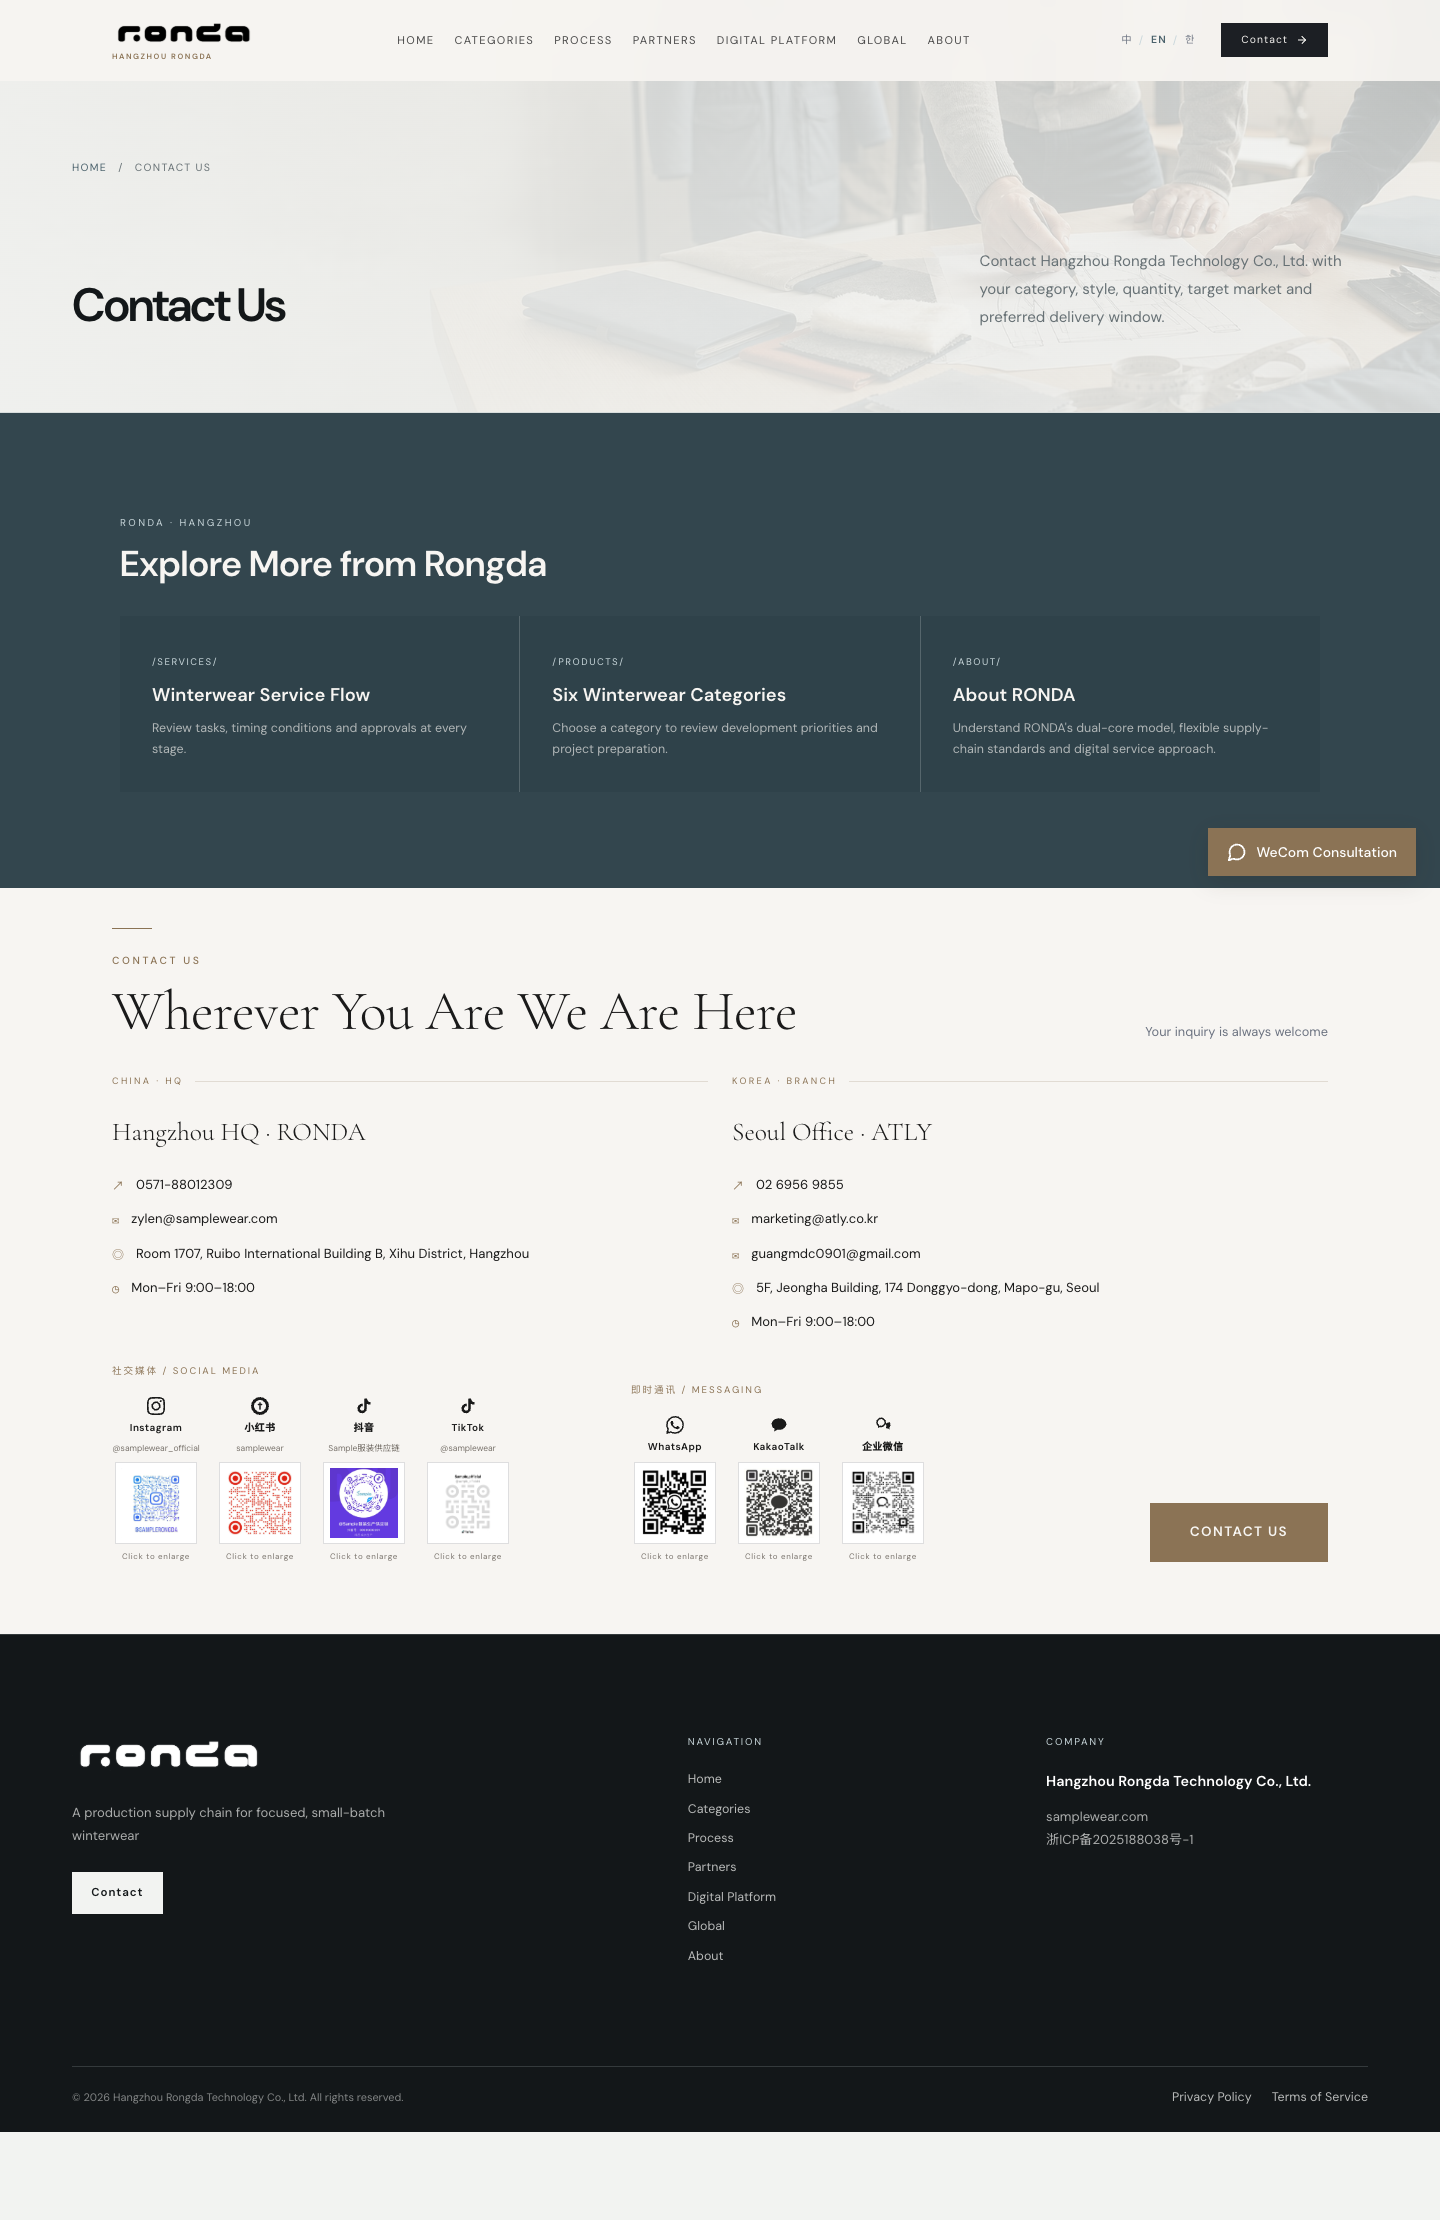 ronda
HANGZHOU RONGDA
HOME CATEGORIES PROCESS PARTNERS DIGITAL PLATFORM GLOBAL ABOUT
中 / EN / 한
Contact →
HOME / CONTACT US
Contact Us
Contact Hangzhou Rongda Technology Co., Ltd. with
your category, style, quantity, target market and
preferred delivery window.
RONDA · HANGZHOU
Explore More from Rongda
/SERVICES/
Winterwear Service Flow
Review tasks, timing conditions and approvals at every
stage.
/PRODUCTS/
Six Winterwear Categories
Choose a category to review development priorities and
project preparation.
/ABOUT/
About RONDA
Understand RONDA's dual-core model, flexible supply-
chain standards and digital service approach.
WeCom Consultation
CONTACT US
Wherever You Are We Are Here
Your inquiry is always welcome
CHINA · HQ
Hangzhou HQ · RONDA
↗ 0571-88012309
✉ zylen@samplewear.com
◎ Room 1707, Ruibo International Building B, Xihu District, Hangzhou
◷ Mon–Fri 9:00–18:00
KOREA · BRANCH
Seoul Office · ATLY
↗ 02 6956 9855
✉ marketing@atly.co.kr
✉ guangmdc0901@gmail.com
◎ 5F, Jeongha Building, 174 Donggyo-dong, Mapo-gu, Seoul
◷ Mon–Fri 9:00–18:00
社交媒体 / SOCIAL MEDIA
Instagram
@samplewear_official
@SAMPLERONGDA
Click to enlarge
小红书
samplewear
Click to enlarge
抖音
Sample服装供应链
Click to enlarge
TikTok
@samplewear
Click to enlarge
即时通讯 / MESSAGING
WhatsApp
Click to enlarge
KakaoTalk
Click to enlarge
企业微信
Click to enlarge
CONTACT US
ronda
A production supply chain for focused, small-batch
winterwear
Contact
NAVIGATION
Home
Categories
Process
Partners
Digital Platform
Global
About
COMPANY
Hangzhou Rongda Technology Co., Ltd.
samplewear.com
浙ICP备2025188038号-1
© 2026 Hangzhou Rongda Technology Co., Ltd. All rights reserved.
Privacy Policy Terms of Service